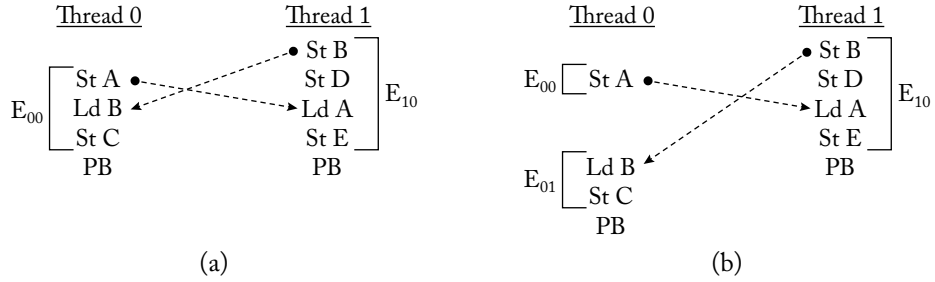 Thread 0 Thread 1
St B
St A St D
E00 Ld B Ld A E10
St C St E
PB PB
(a)
Thread 0 Thread 1
St B
E00 St A St D
Ld A E10
St E
Ld B PB
E01 St C
PB
(b)